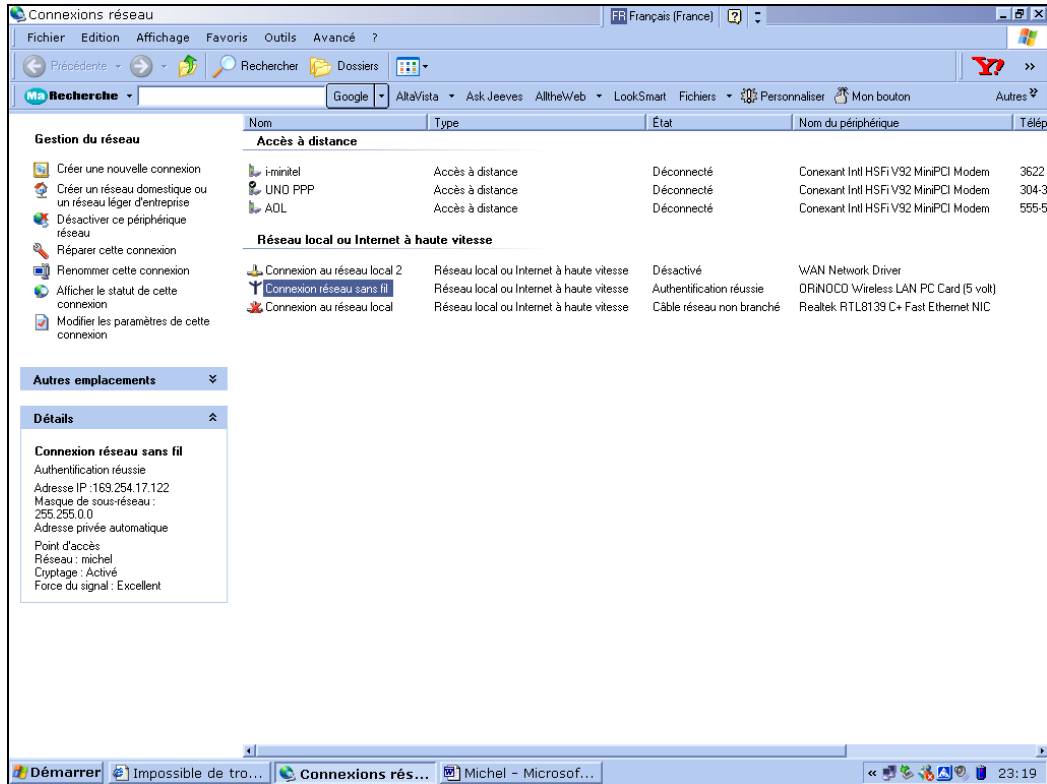 Connexions réseau
FR Français (France)
Fichier Edition Affichage Favoris Outils Avancé ?
Précédente Rechercher Dossiers
Y! »
Ma Recherche Google AltaVista Ask Jeeves AlltheWeb LookSmart Fichiers Personnaliser Mon bouton Autres »
Gestion du réseau
Créer une nouvelle connexion
Créer un réseau domestique ou
un réseau léger d'entreprise
Désactiver ce périphérique
réseau
Réparer cette connexion
Renommer cette connexion
Afficher le statut de cette
connexion
Modifier les paramètres de cette
connexion
Autres emplacements
Détails
Connexion réseau sans fil
Authentification réussie
Adresse IP :169.254.17.122
Masque de sous-réseau :
255.255.0.0
Adresse privée automatique
Point d'accès
Réseau : michel
Cryptage : Activé
Force du signal : Excellent
Nom Type État Nom du périphérique Télép
Accès à distance
i-minitel Accès à distance Déconnecté Conexant Intl HSFi V92 MiniPCI Modem 3622
UNO PPP Accès à distance Déconnecté Conexant Intl HSFi V92 MiniPCI Modem 304-3
AOL Accès à distance Déconnecté Conexant Intl HSFi V92 MiniPCI Modem 555-5
Réseau local ou Internet à haute vitesse
Connexion au réseau local 2 Réseau local ou Internet à haute vitesse Désactivé WAN Network Driver
Connexion réseau sans fil Réseau local ou Internet à haute vitesse Authentification réussie ORiNOCO Wireless LAN PC Card (5 volt)
Connexion au réseau local Réseau local ou Internet à haute vitesse Câble réseau non branché Realtek RTL8139 C+ Fast Ethernet NIC
Démarrer Impossible de tro... Connexions rés... Michel - Microsof... « 23:19